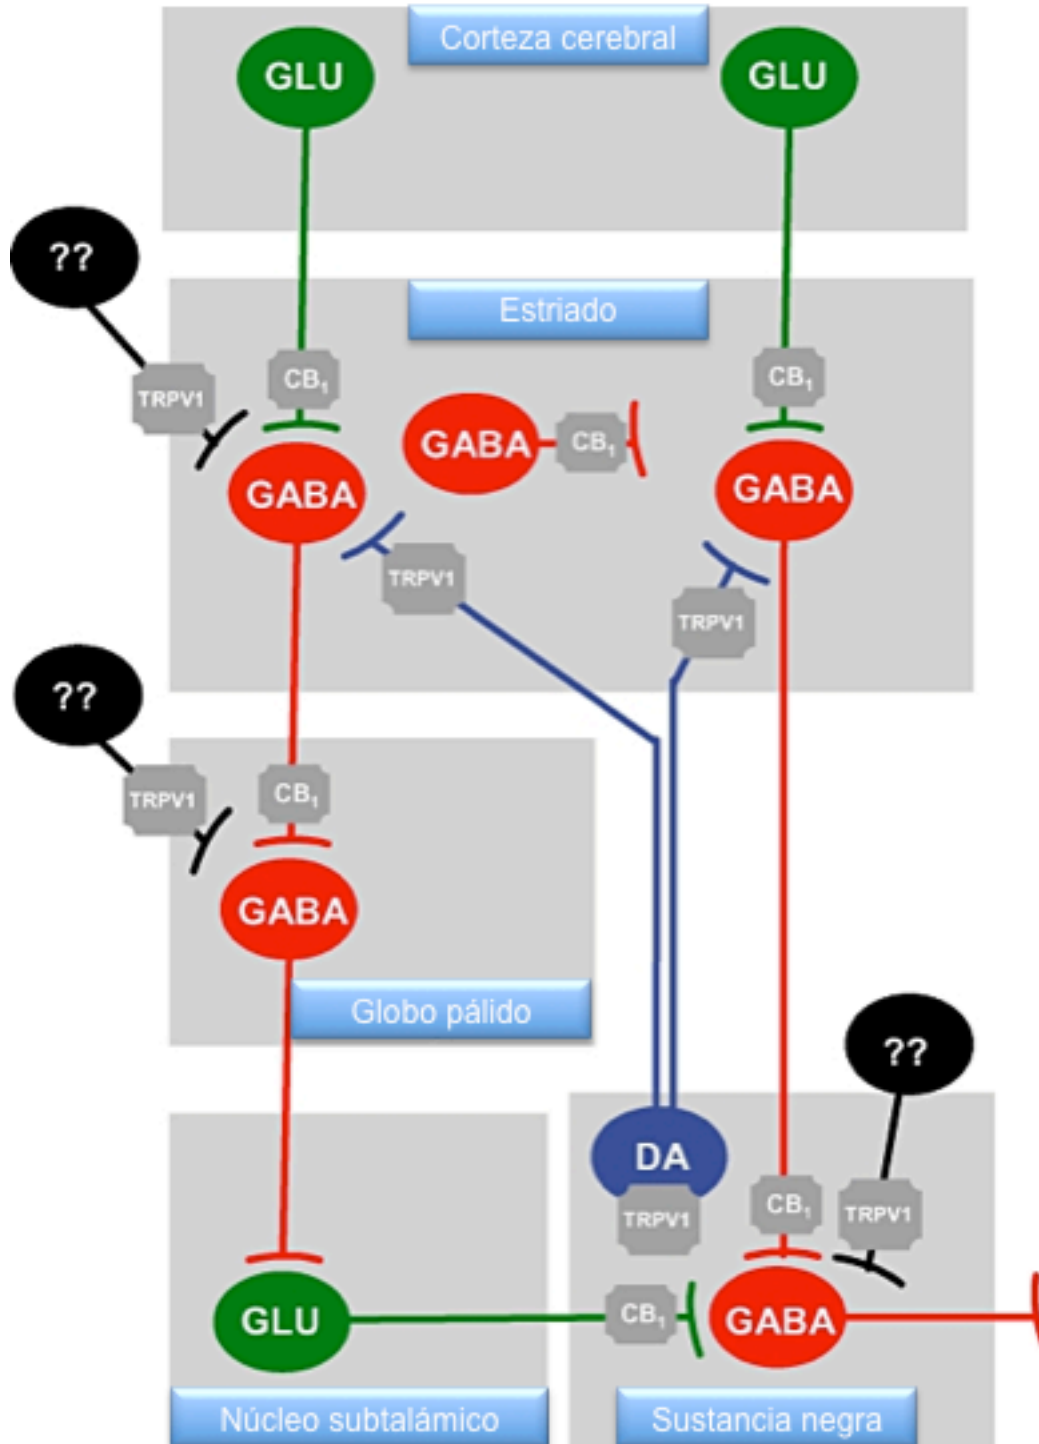 Corteza cerebral
GLU
GLU
??
Estriado
CB₁
CB₁
TRPV1
GABA
CB₁
GABA
GABA
TRPV1
TRPV1
??
CB₁
TRPV1
GABA
Globo pálido
??
DA
CB₁
TRPV1
TRPV1
GLU
CB₁
GABA
Núcleo subtalámico
Sustancia negra